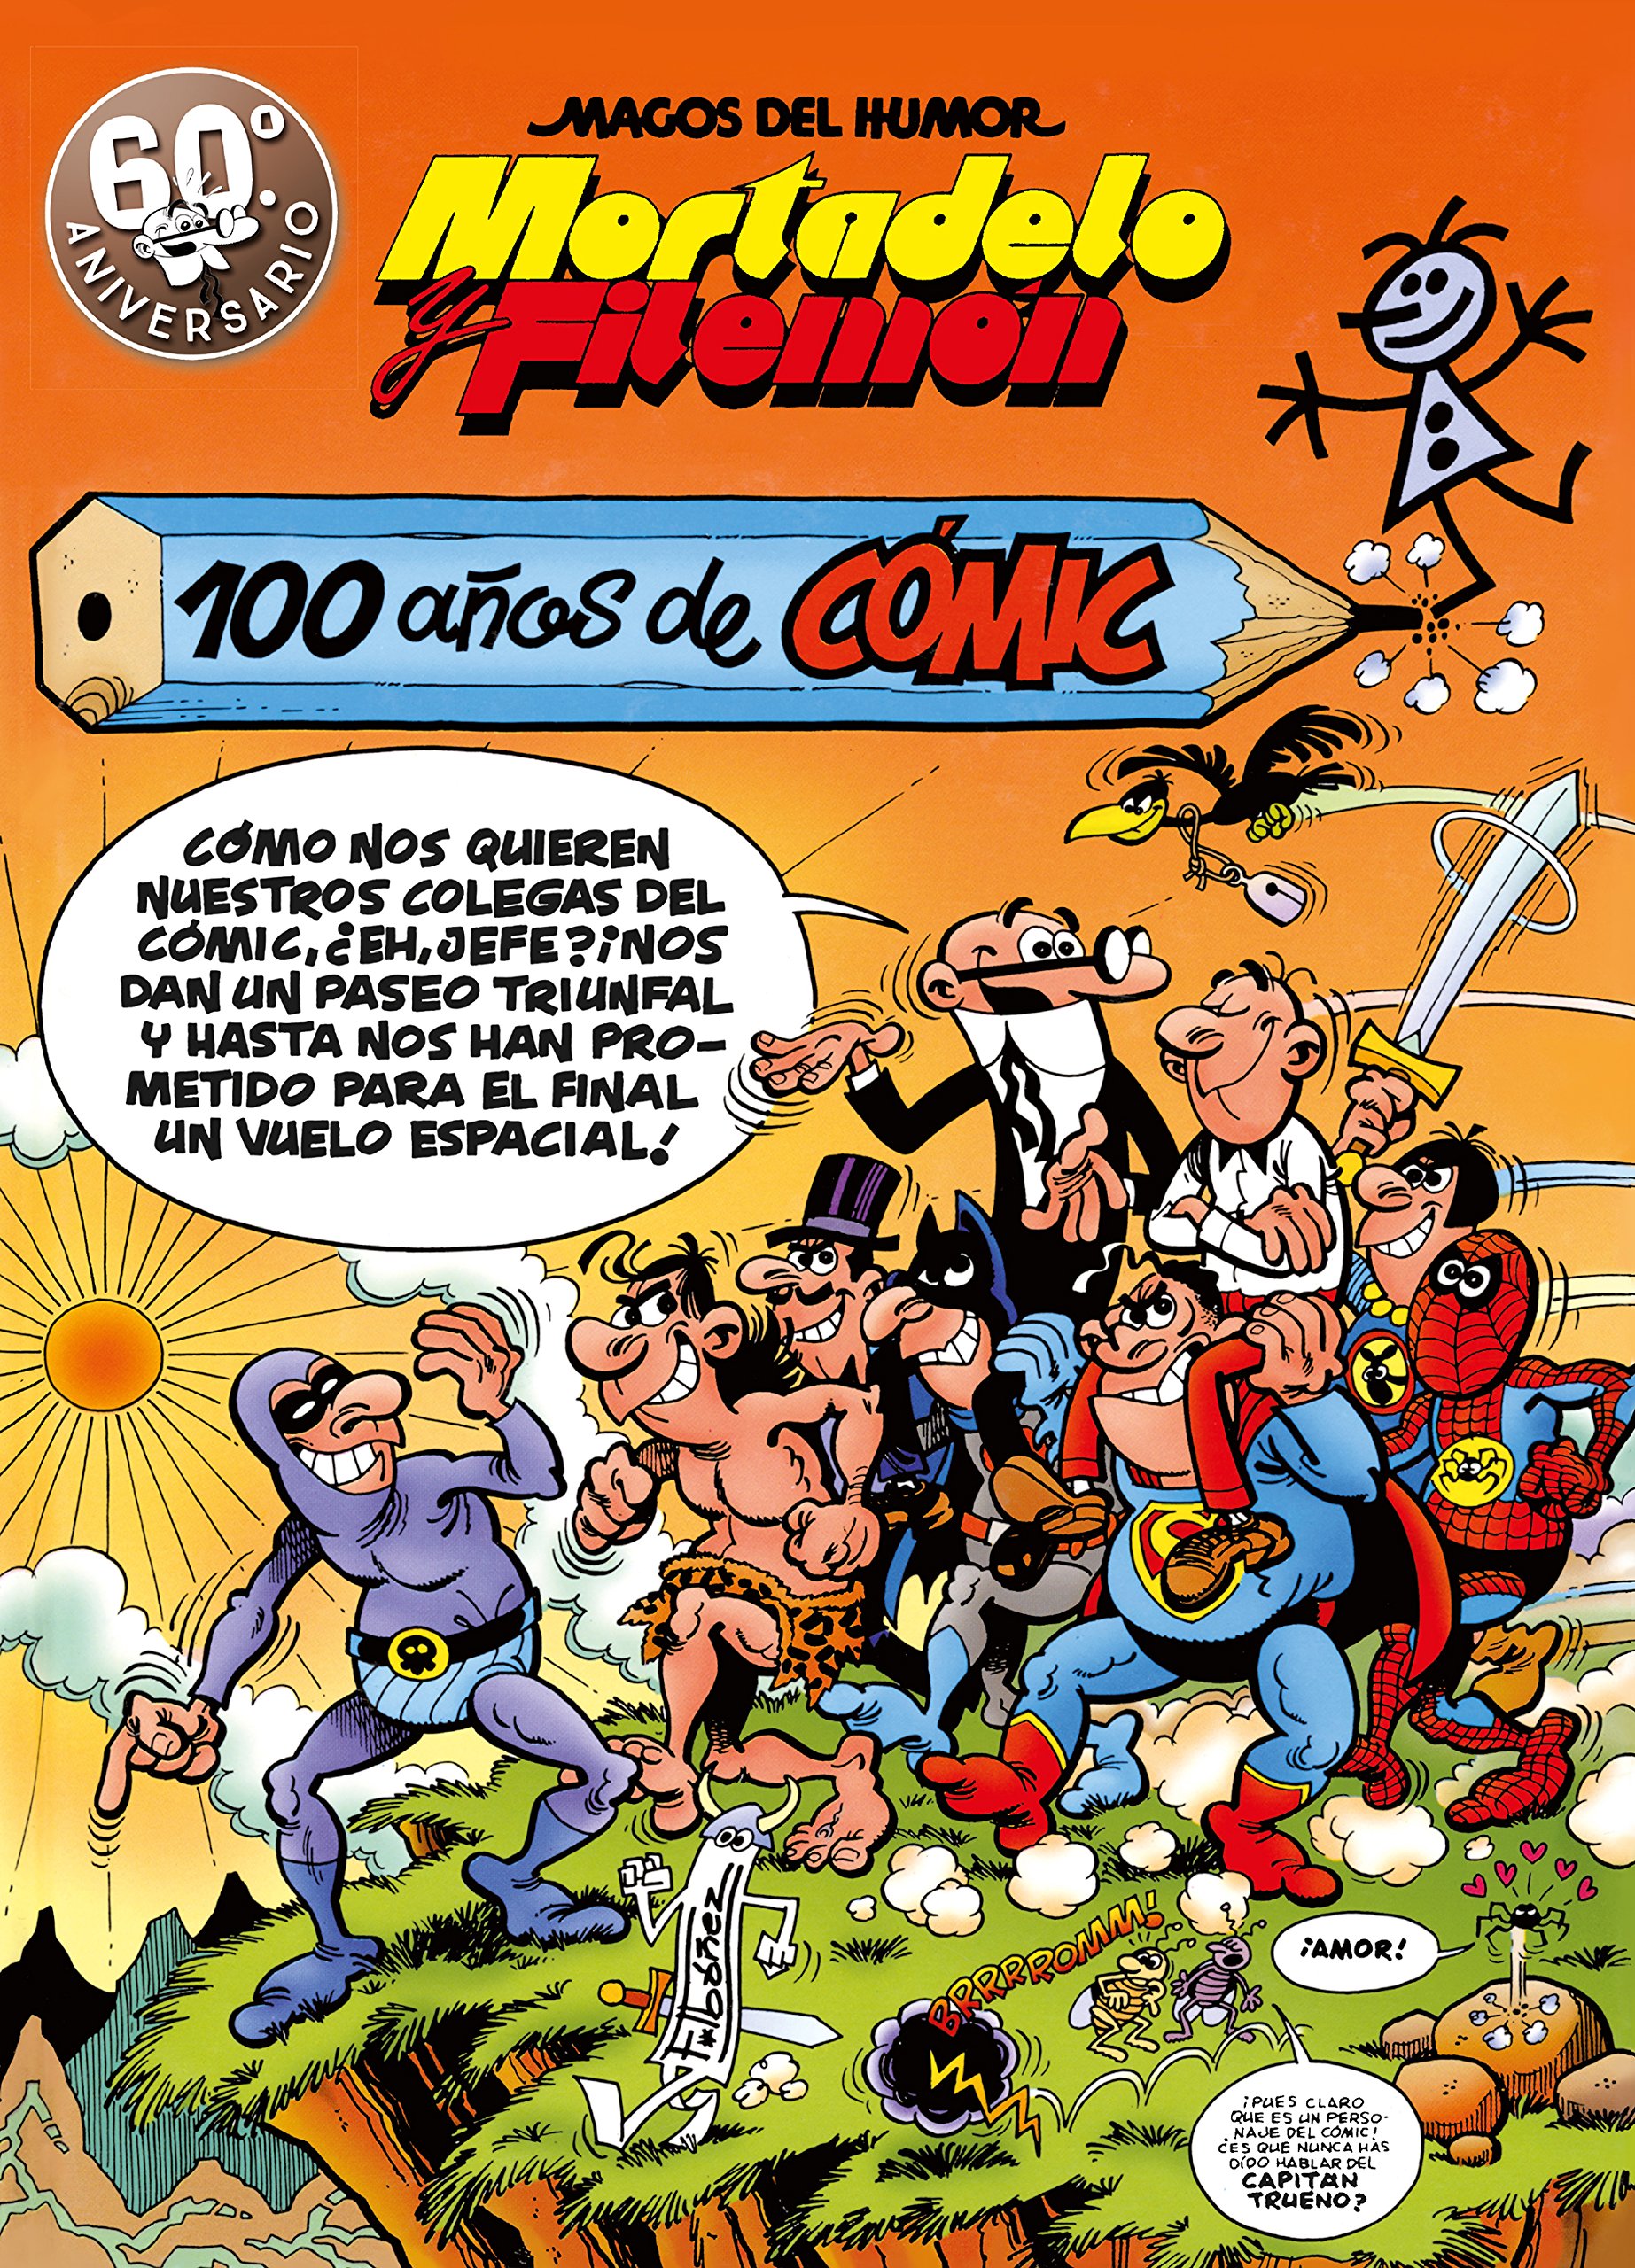 60.º
ANIVERSARIO
MAGOS DEL HUMOR
Mortadelo
y Filemón
100 años de CÓMIC
CÓMO NOS QUIEREN
NUESTROS COLEGAS DEL
CÓMIC, ¿EH, JEFE? ¡NOS
DAN UN PASEO TRIUNFAL
Y HASTA NOS HAN PRO-
METIDO PARA EL FINAL
UN VUELO ESPACIAL!
S
F. Ibáñez
BRRRROMM!
¡AMOR!
¡PUES CLARO
QUE ES UN PERSO-
NAJE DEL CÓMIC!
¿ES QUE NUNCA HAS
OÍDO HABLAR DEL
CAPITÁN
TRUENO?